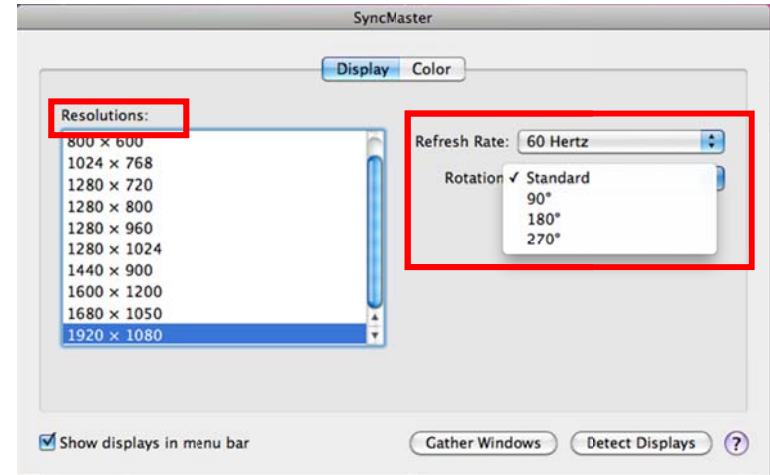 SyncMaster
Display Color
Resolutions:
800 × 600
1024 × 768
1280 × 720
1280 × 800
1280 × 960
1280 × 1024
1440 × 900
1600 × 1200
1680 × 1050
1920 × 1080
Refresh Rate: 60 Hertz
Rotation ✓ Standard
90°
180°
270°
Show displays in menu bar
Gather Windows Detect Displays ?